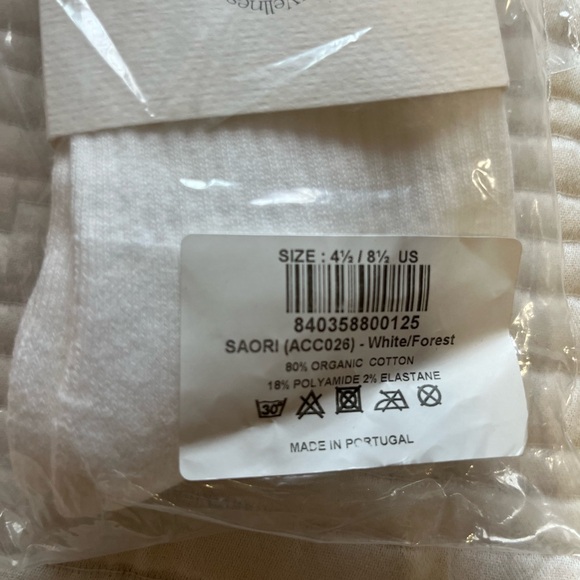 Wellness
SIZE : 4½ / 8½ US
840358800125
SAORI (ACC026) - White/Forest
80% ORGANIC COTTON
18% POLYAMIDE 2% ELASTANE
30°
MADE IN PORTUGAL